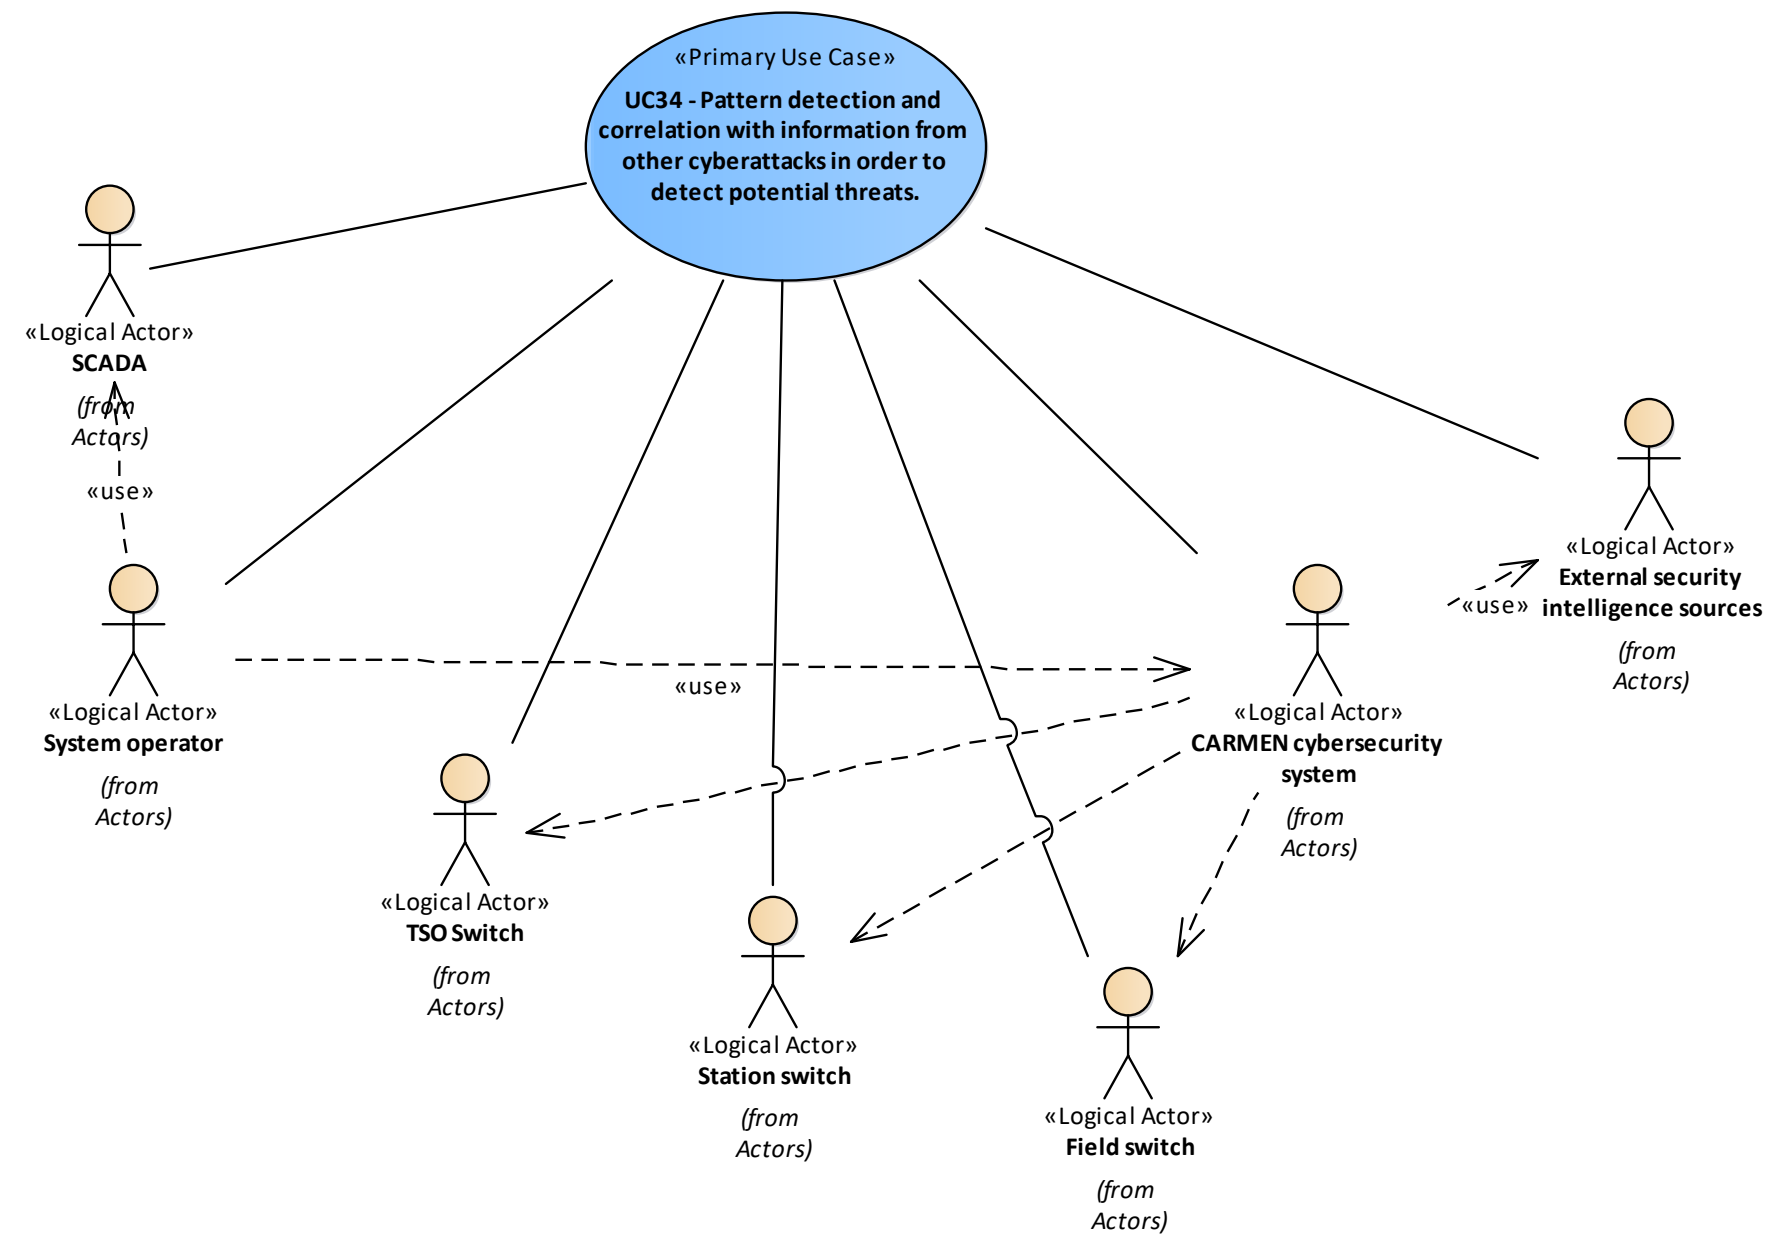 «Primary Use Case»
UC34 - Pattern detection and
correlation with information from
other cyberattacks in order to
detect potential threats.
«Logical Actor»
SCADA
(from
Actors)
«use»
«Logical Actor»
System operator
(from
Actors)
«use»
«Logical Actor»
TSO Switch
(from
Actors)
«Logical Actor»
Station switch
(from
Actors)
«Logical Actor»
Field switch
(from
Actors)
«Logical Actor»
CARMEN cybersecurity
system
(from
Actors)
«use»
«Logical Actor»
External security
intelligence sources
(from
Actors)